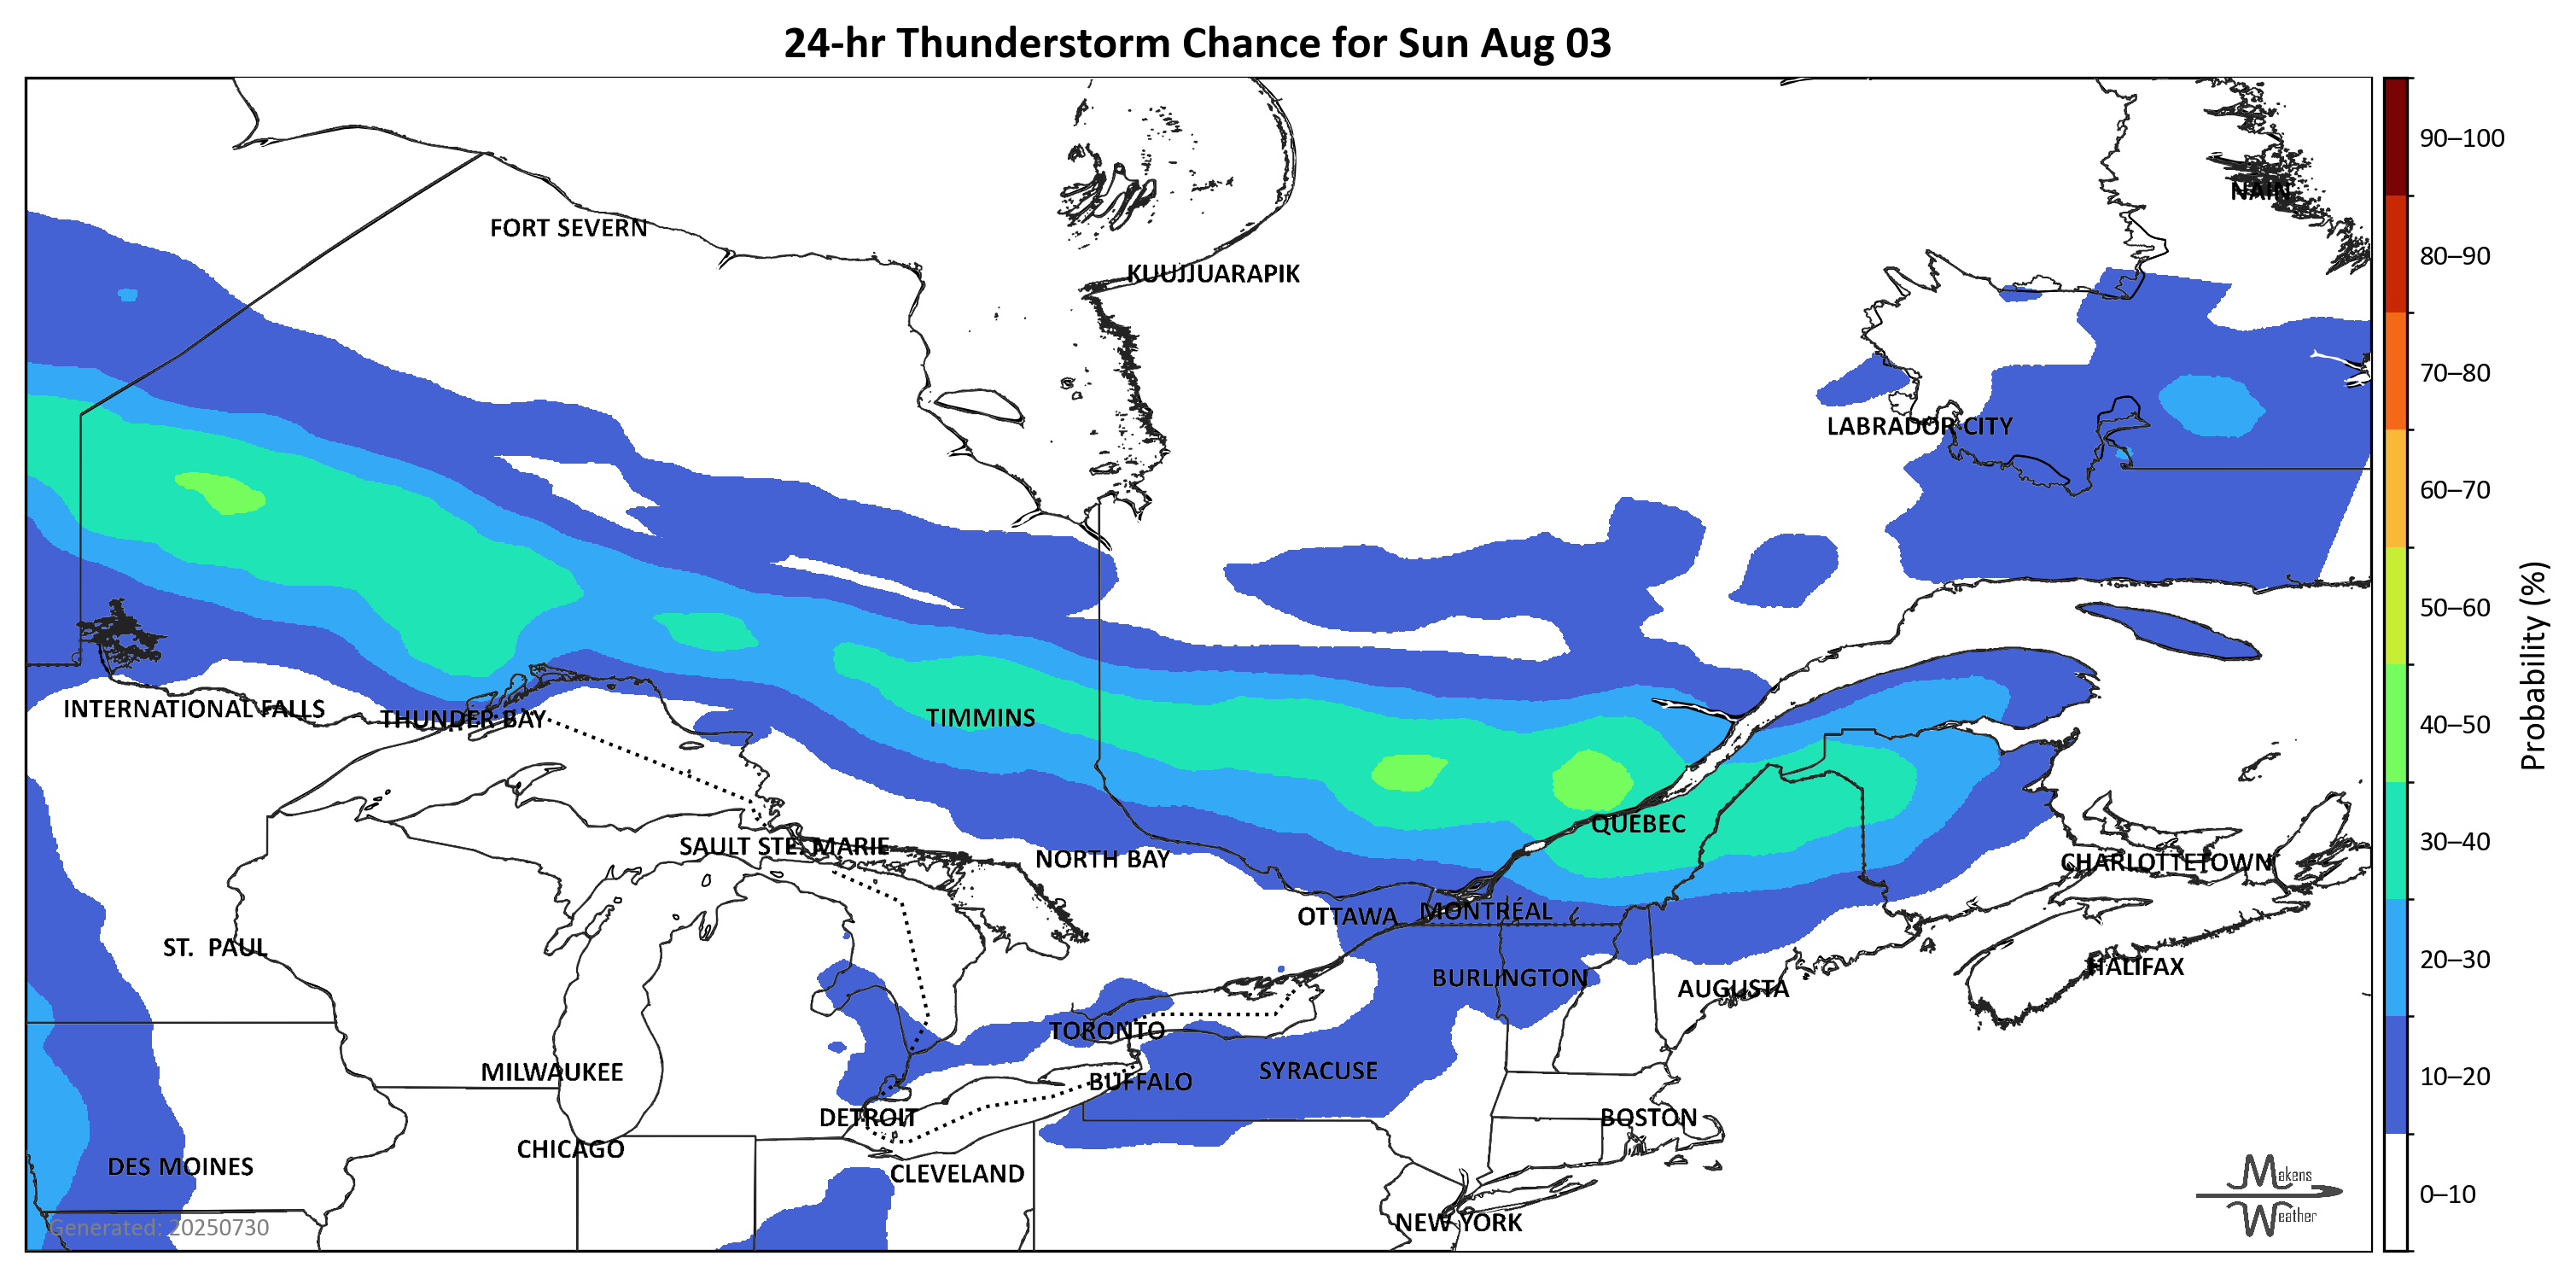 24-hr Thunderstorm Chance for Sun Aug 03
90–100
NAIN
FORT SEVERN
80–90
KUUJJUARAPIK
70–80
LABRADOR CITY
60–70
50–60
Probability (%)
INTERNATIONAL FALLS
THUNDER BAY
TIMMINS
40–50
QUEBEC
30–40
SAULT STE. MARIE
NORTH BAY
CHARLOTTETOWN
OTTAWA
MONTRÉAL
ST. PAUL
20–30
HALIFAX
BURLINGTON
AUGUSTA
TORONTO
MILWAUKEE
SYRACUSE
10–20
BUFFALO
DETROIT
BOSTON
CHICAGO
DES MOINES
CLEVELAND
Makens
Weather
0–10
NEW YORK
Generated: 20250730